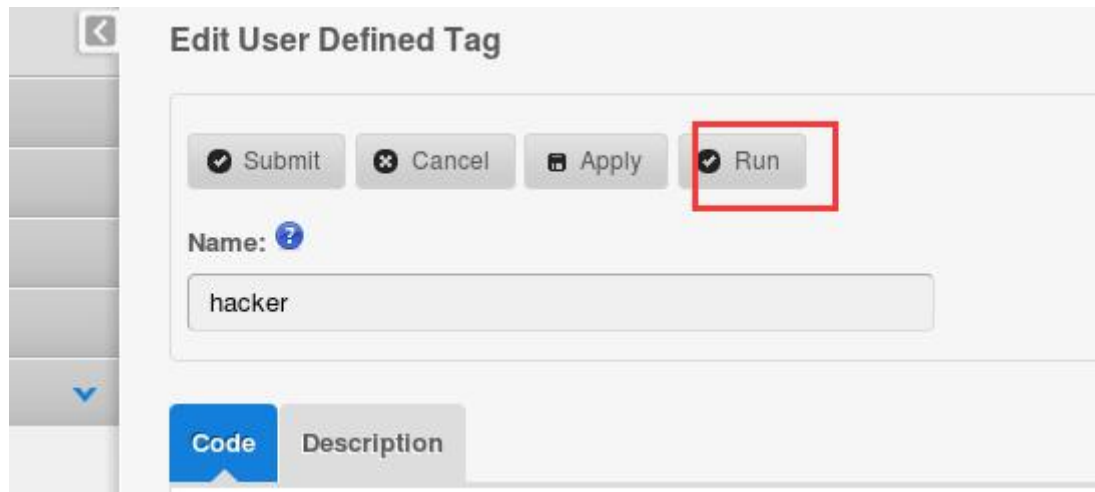 Edit User Defined Tag
Submit Cancel Apply Run
Name:
hacker
Code Description